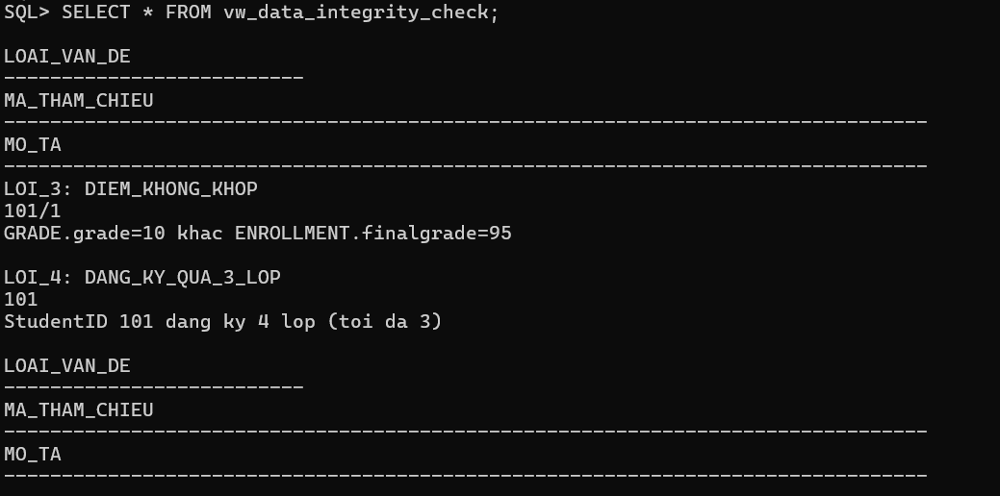 SQL> SELECT * FROM vw_data_integrity_check;
LOAI_VAN_DE
--------------------------
MA_THAM_CHIEU
--------------------------------------------------------------------------------
MO_TA
--------------------------------------------------------------------------------
LOI_3: DIEM_KHONG_KHOP
101/1
GRADE.grade=10 khac ENROLLMENT.finalgrade=95
LOI_4: DANG_KY_QUA_3_LOP
101
StudentID 101 dang ky 4 lop (toi da 3)
LOAI_VAN_DE
--------------------------
MA_THAM_CHIEU
--------------------------------------------------------------------------------
MO_TA
--------------------------------------------------------------------------------